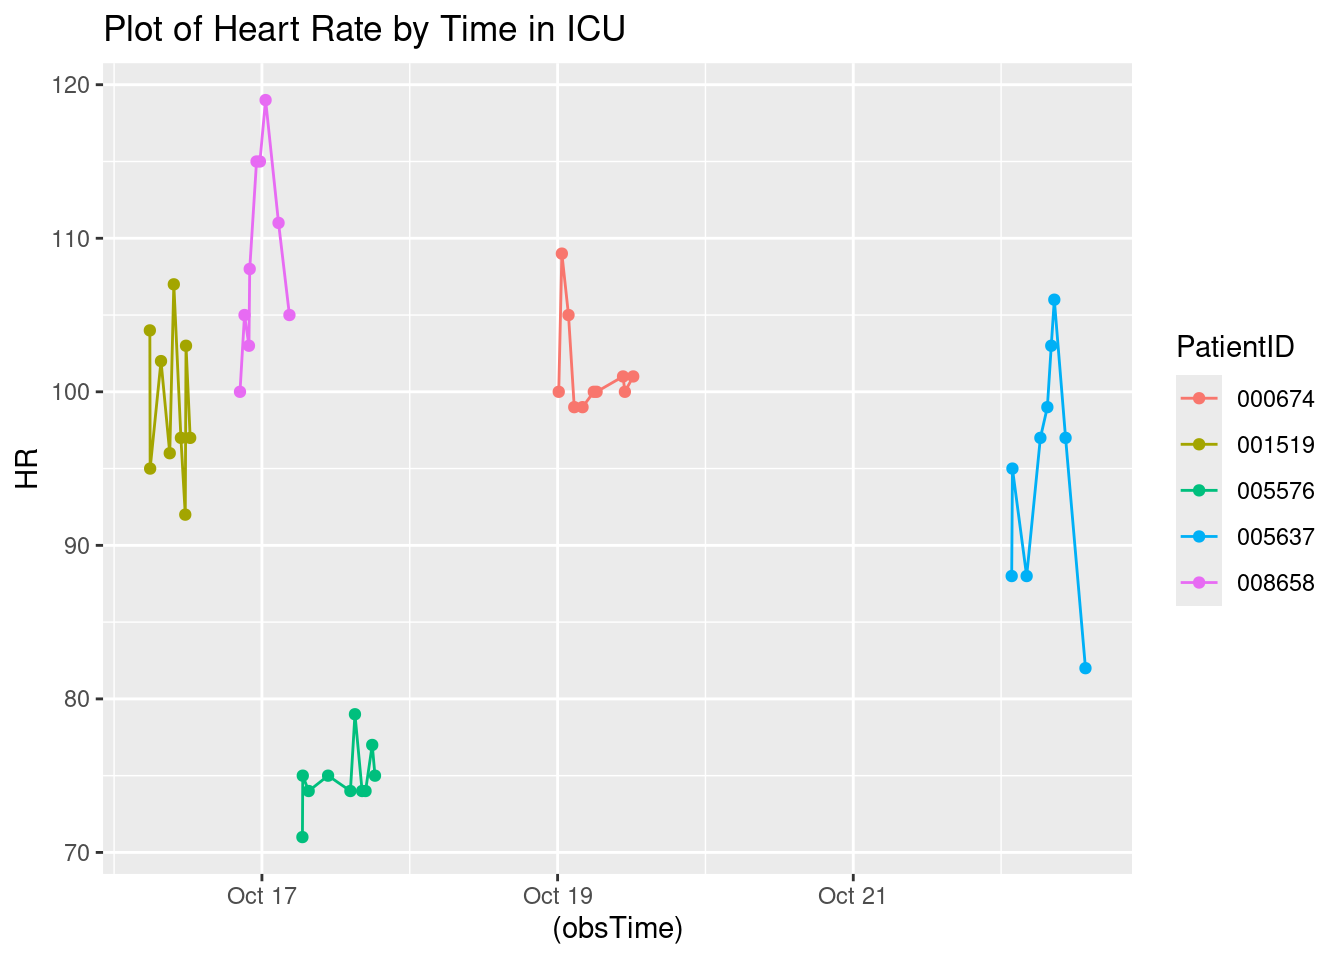 Plot of Heart Rate by Time in ICU
120
110
100
90
80
70
HR
Oct 17
Oct 19
Oct 21
(obsTime)
PatientID
000674
001519
005576
005637
008658